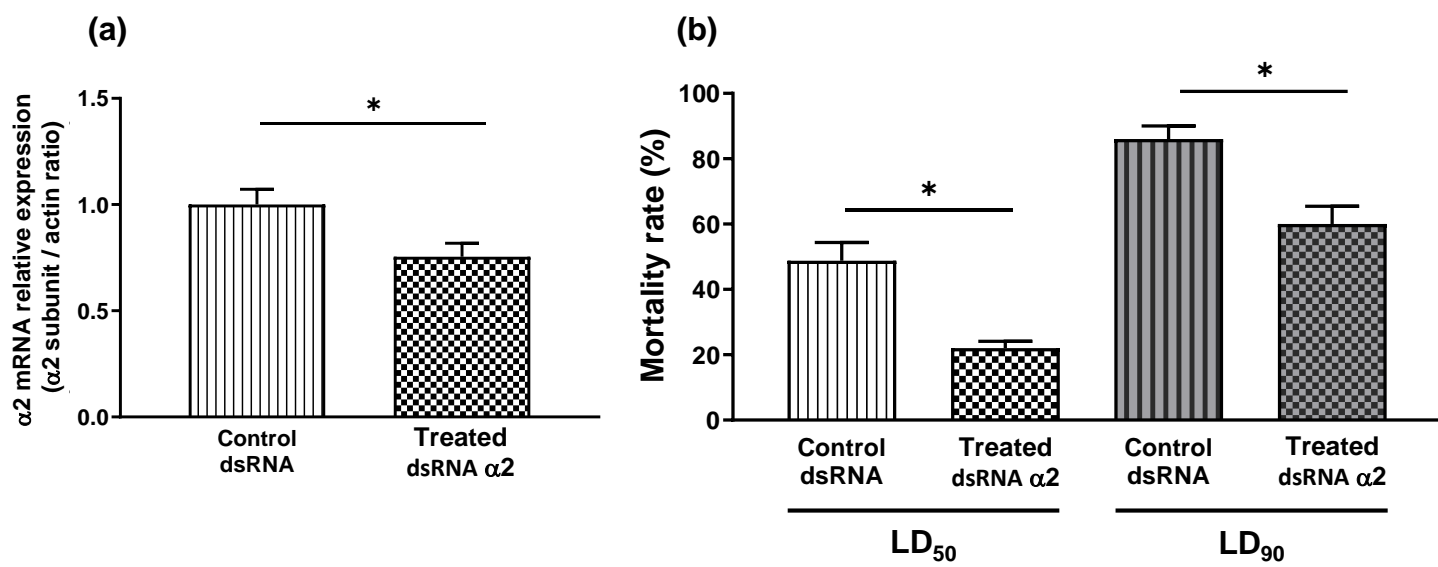 (a)
α2 mRNA relative expression
(α2 subunit / actin ratio)
1.5
1.0
0.5
0.0
*
Control
dsRNA
Treated
dsRNA α2
(b)
Mortality rate (%)
100
80
60
40
20
0
*
*
Control
dsRNA
Treated
dsRNA α2
Control
dsRNA
Treated
dsRNA α2
LD₅₀
LD₉₀